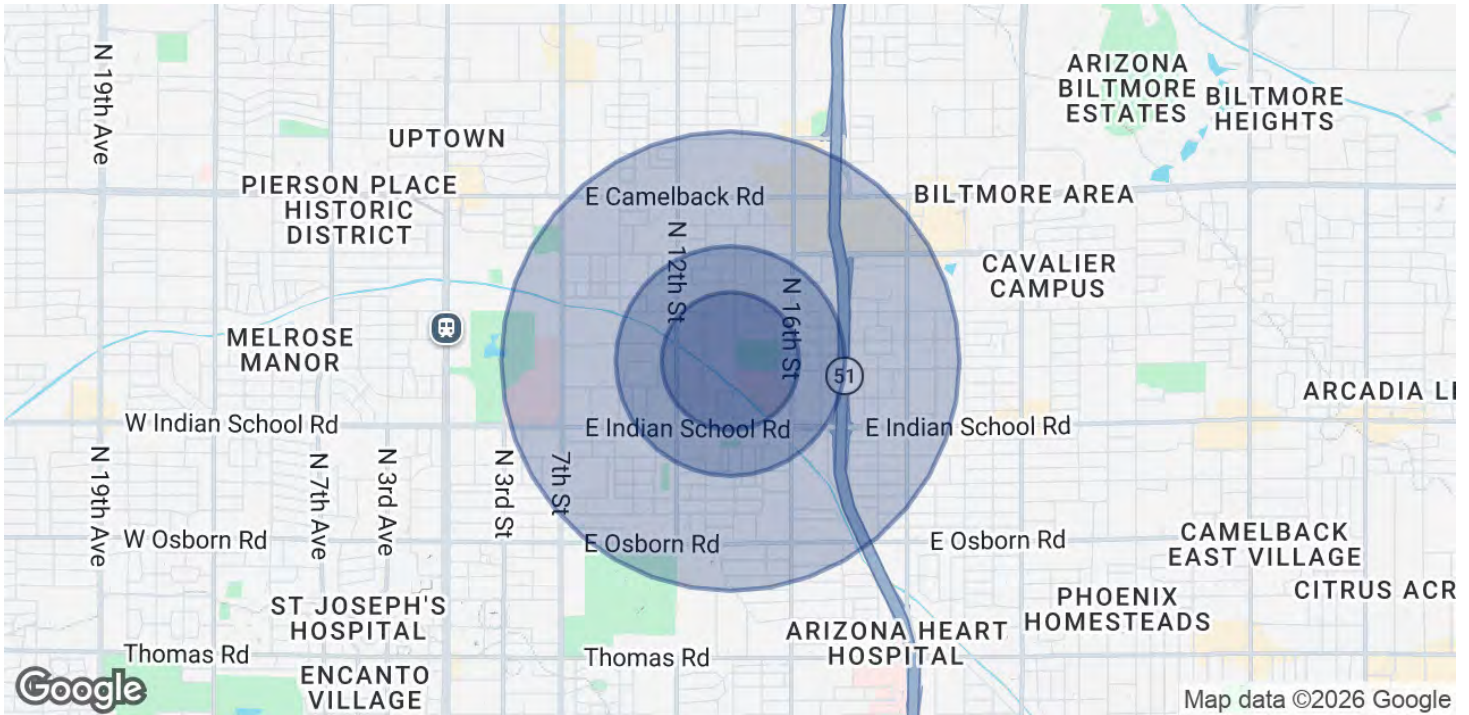 N 19th Ave
UPTOWN
ARIZONA
BILTMORE
ESTATES
BILTMORE
HEIGHTS
PIERSON PLACE
HISTORIC
DISTRICT
E Camelback Rd
BILTMORE AREA
N 12th St
N 16th St
CAVALIER
CAMPUS
MELROSE
MANOR
51
ARCADIA LI
W Indian School Rd
E Indian School Rd
E Indian School Rd
N 19th Ave
N 7th Ave
N 3rd Ave
N 3rd St
7th St
W Osborn Rd
E Osborn Rd
E Osborn Rd
CAMELBACK
EAST VILLAGE
CITRUS ACR
ST JOSEPH'S
HOSPITAL
PHOENIX
HOMESTEADS
ARIZONA HEART
HOSPITAL
Thomas Rd
Thomas Rd
ENCANTO
VILLAGE
Google
Map data ©2026 Google